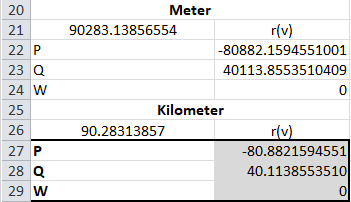 20 Meter
21 90283.13856554 r(v)
22 P -80882.1594551001
23 Q 40113.8553510409
24 W 0
25 Kilometer
26 90.28313857 r(v)
27 P -80.8821594551
28 Q 40.1138553510
29 W 0